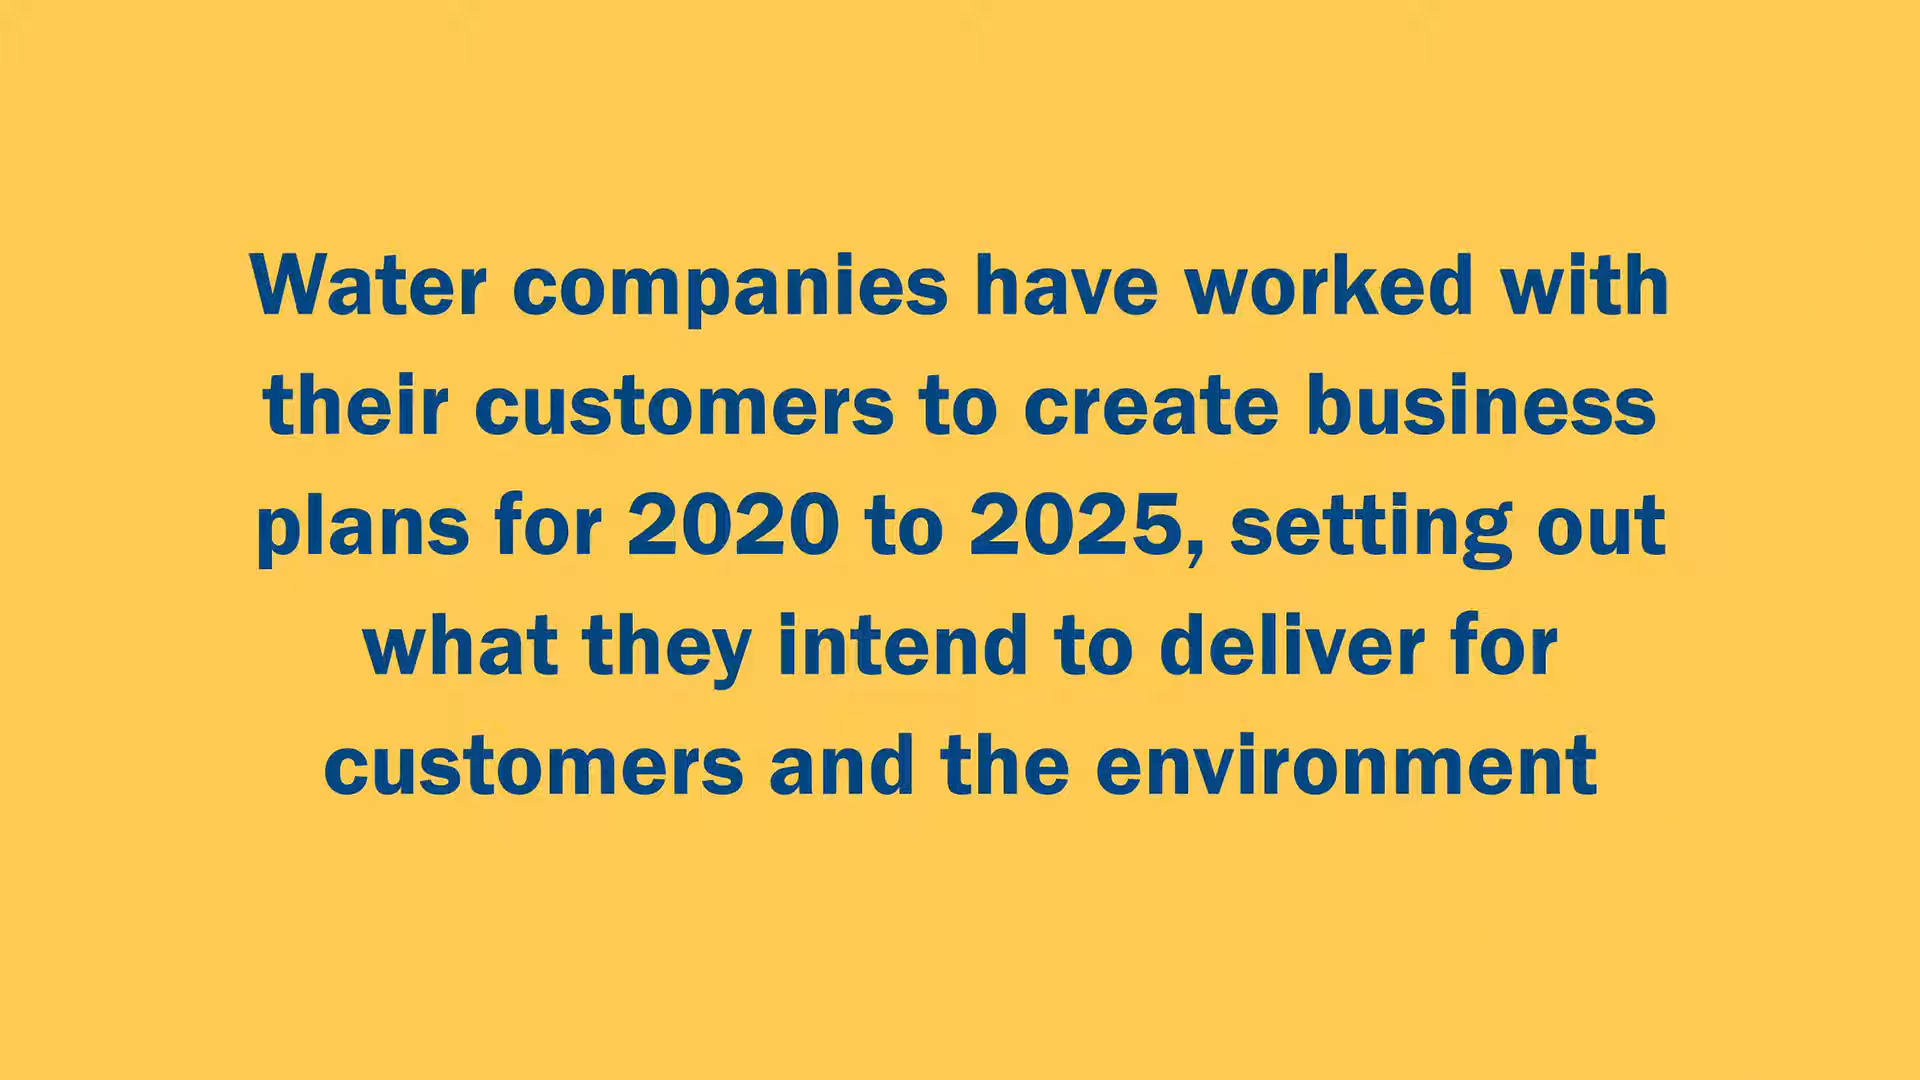 Water companies have worked with
their customers to create business
plans for 2020 to 2025, setting out
what they intend to deliver for
customers and the environment